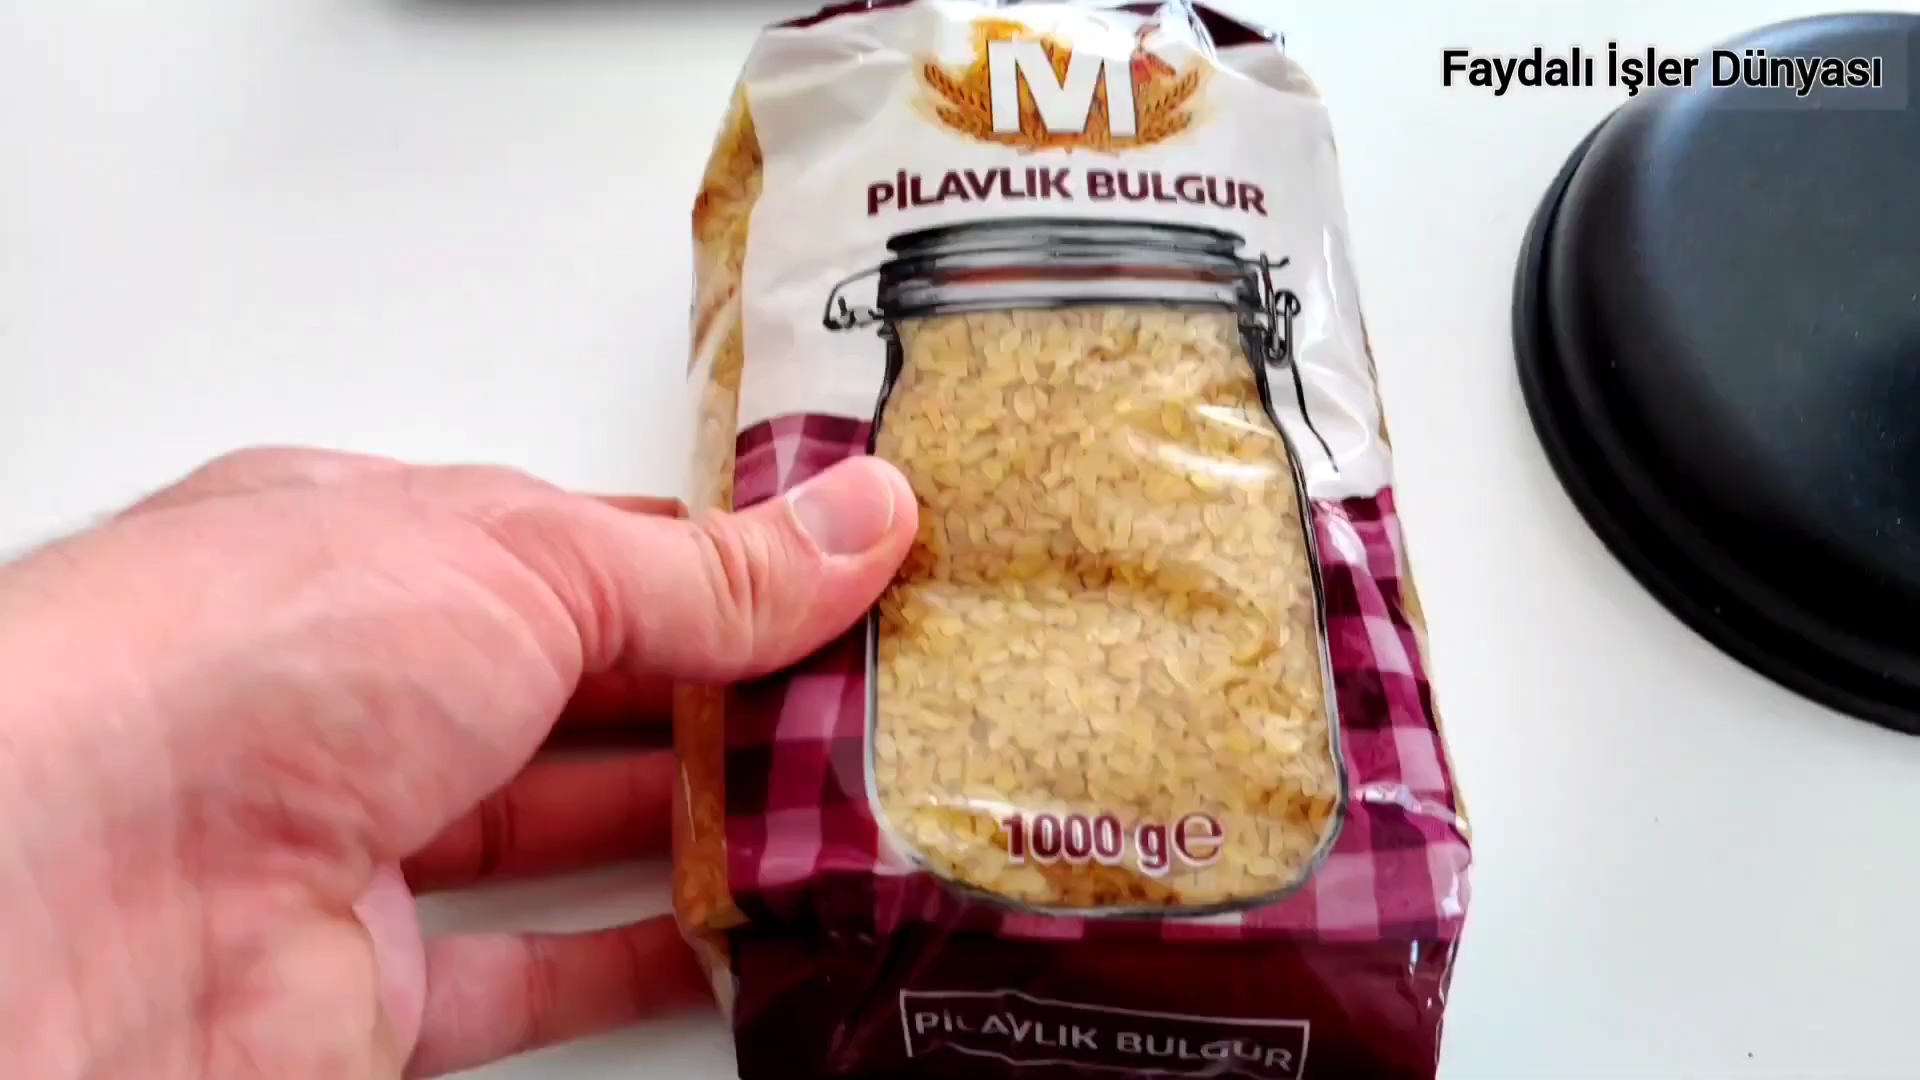 Faydalı İşler Dünyası
M
PİLAVLIK BULGUR
1000 g e
PİLAVLIK BULGUR